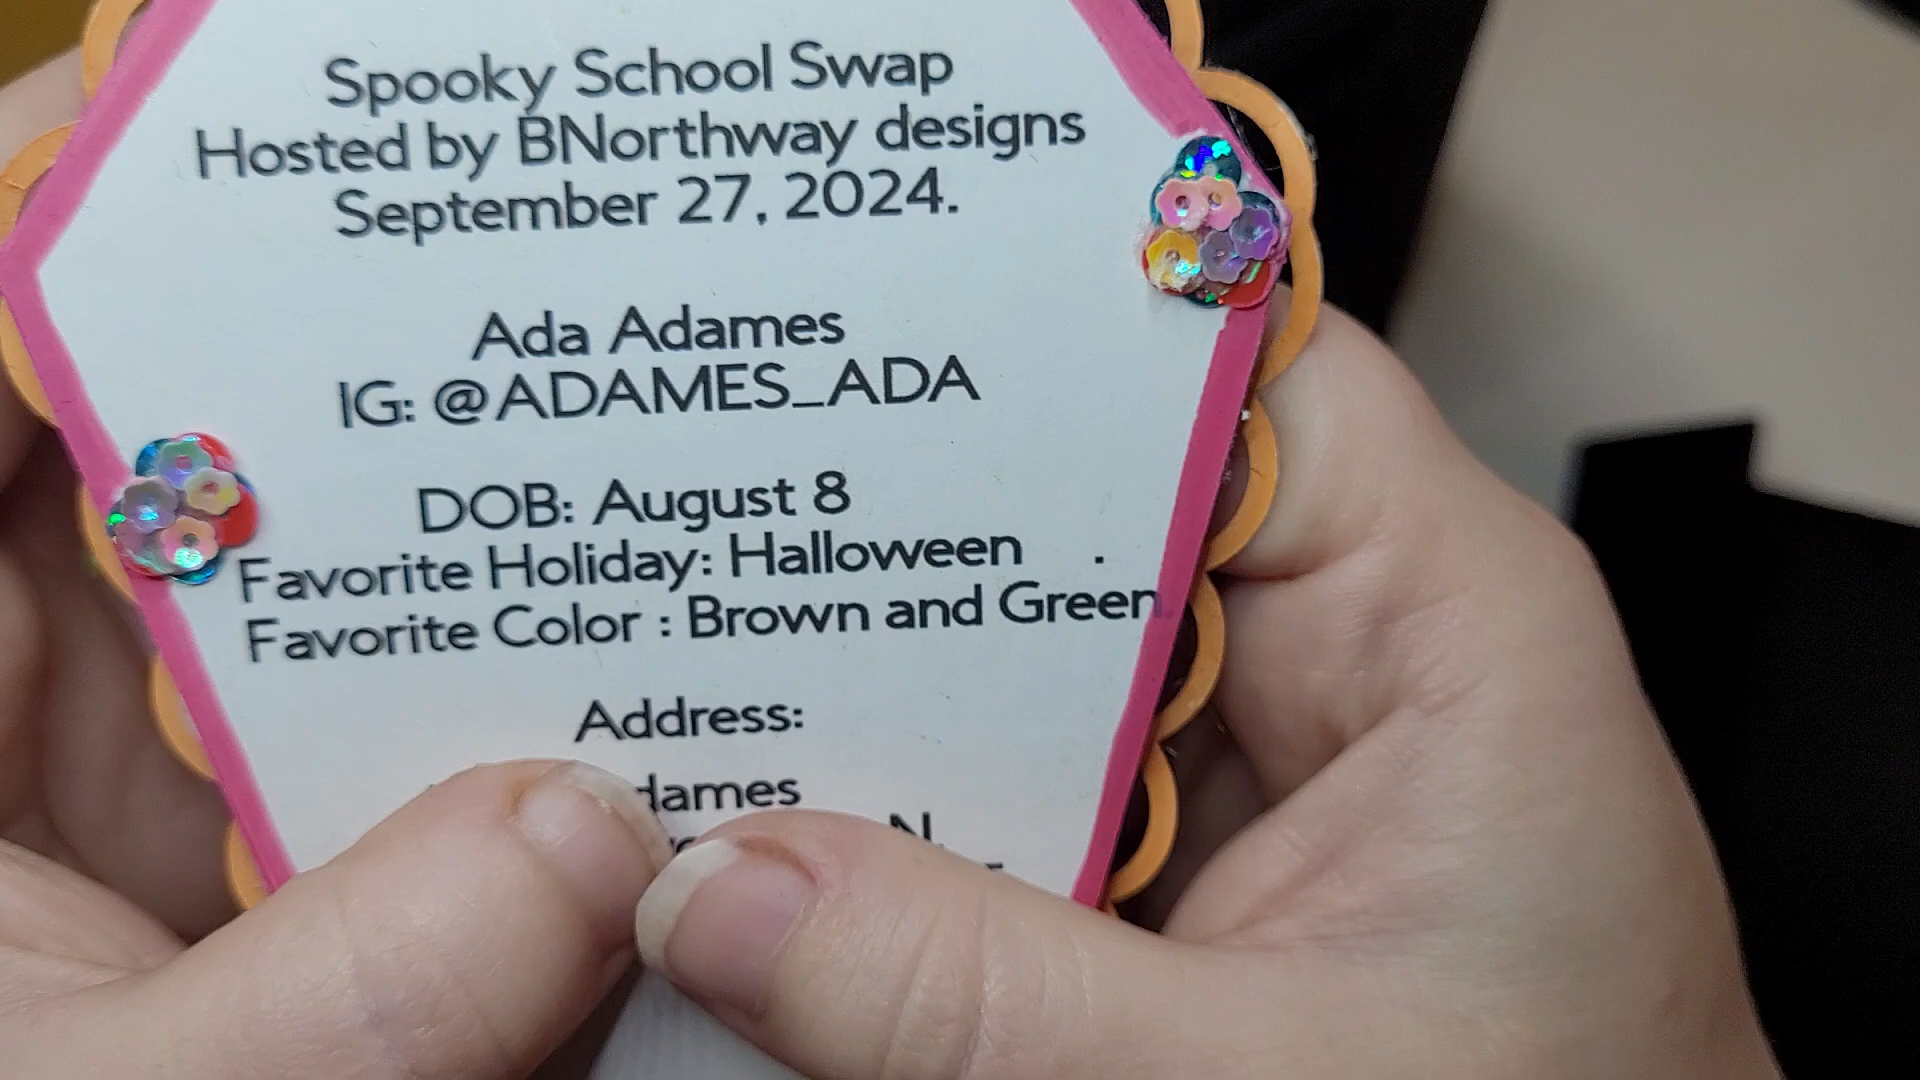 Spooky School Swap
Hosted by BNorthway designs
September 27, 2024.
Ada Adames
IG: @ADAMES_ADA
DOB: August 8
Favorite Holiday: Halloween .
Favorite Color : Brown and Green.
Address: